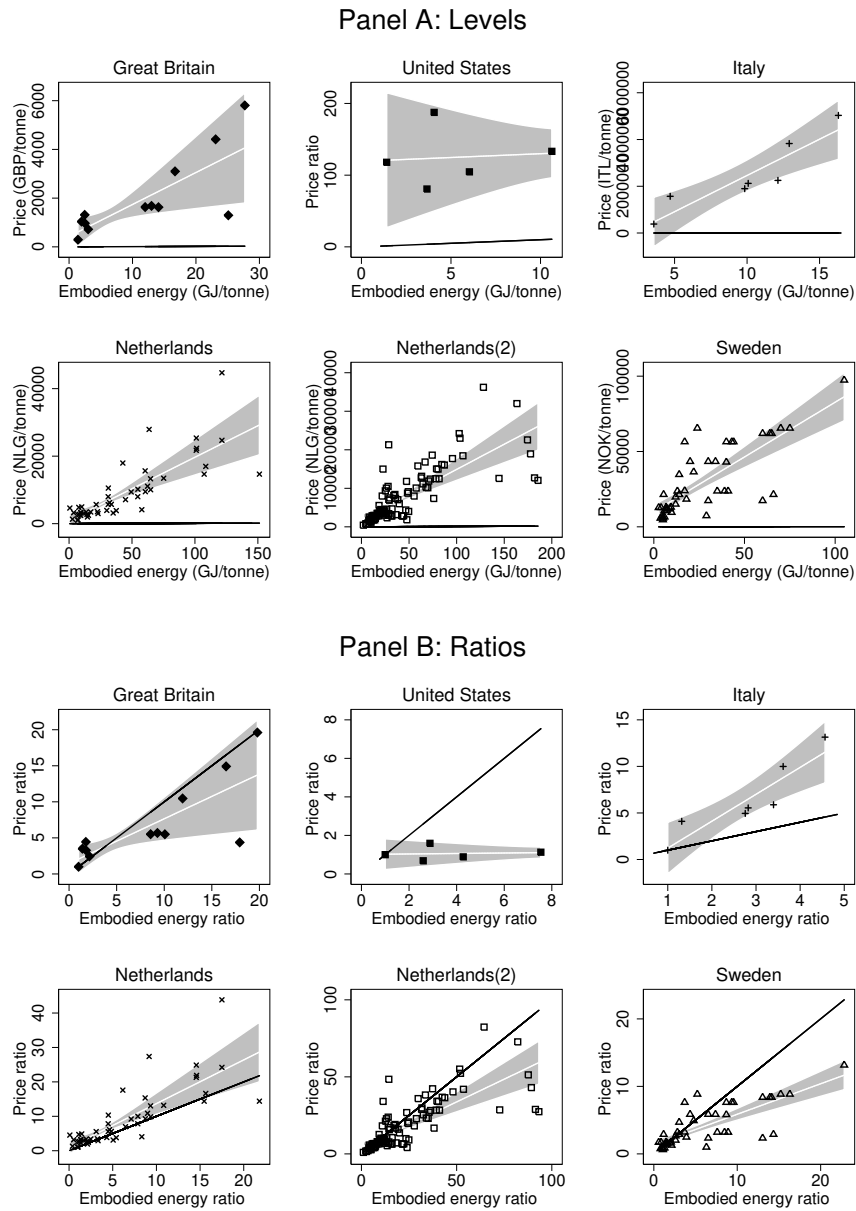 Panel A: Levels
Great Britain
Price (GBP/tonne)
0 2000 4000 6000
0 10 20 30
Embodied energy (GJ/tonne)
United States
Price ratio
0 100 200
0 5 10
Embodied energy (GJ/tonne)
Italy
Price (ITL/tonne)
0
5 10 15
Embodied energy (GJ/tonne)
Netherlands
Price (NLG/tonne)
0 20000 40000
0 50 100 150
Embodied energy (GJ/tonne)
Netherlands(2)
Price (NLG/tonne)
0 10000 20000 30000 40000
0 50 100 150 200
Embodied energy (GJ/tonne)
Sweden
Price (NOK/tonne)
0 50000 100000
0 50 100
Embodied energy (GJ/tonne)
Panel B: Ratios
Great Britain
Price ratio
0 5 10 15 20
0 5 10 15 20
Embodied energy ratio
United States
Price ratio
0 2 4 6 8
0 2 4 6 8
Embodied energy ratio
Italy
Price ratio
0 5 10 15
1 2 3 4 5
Embodied energy ratio
Netherlands
Price ratio
0 10 20 30 40
0 5 10 15 20
Embodied energy ratio
Netherlands(2)
Price ratio
0 50 100
0 50 100
Embodied energy ratio
Sweden
Price ratio
0 10 20
0 10 20
Embodied energy ratio